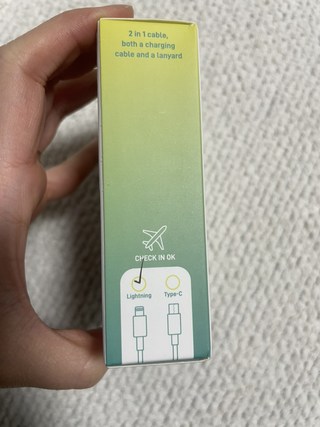 2 in 1 cable,
both a charging
cable and a lanyard
CHECK IN OK
Lightning Type-C